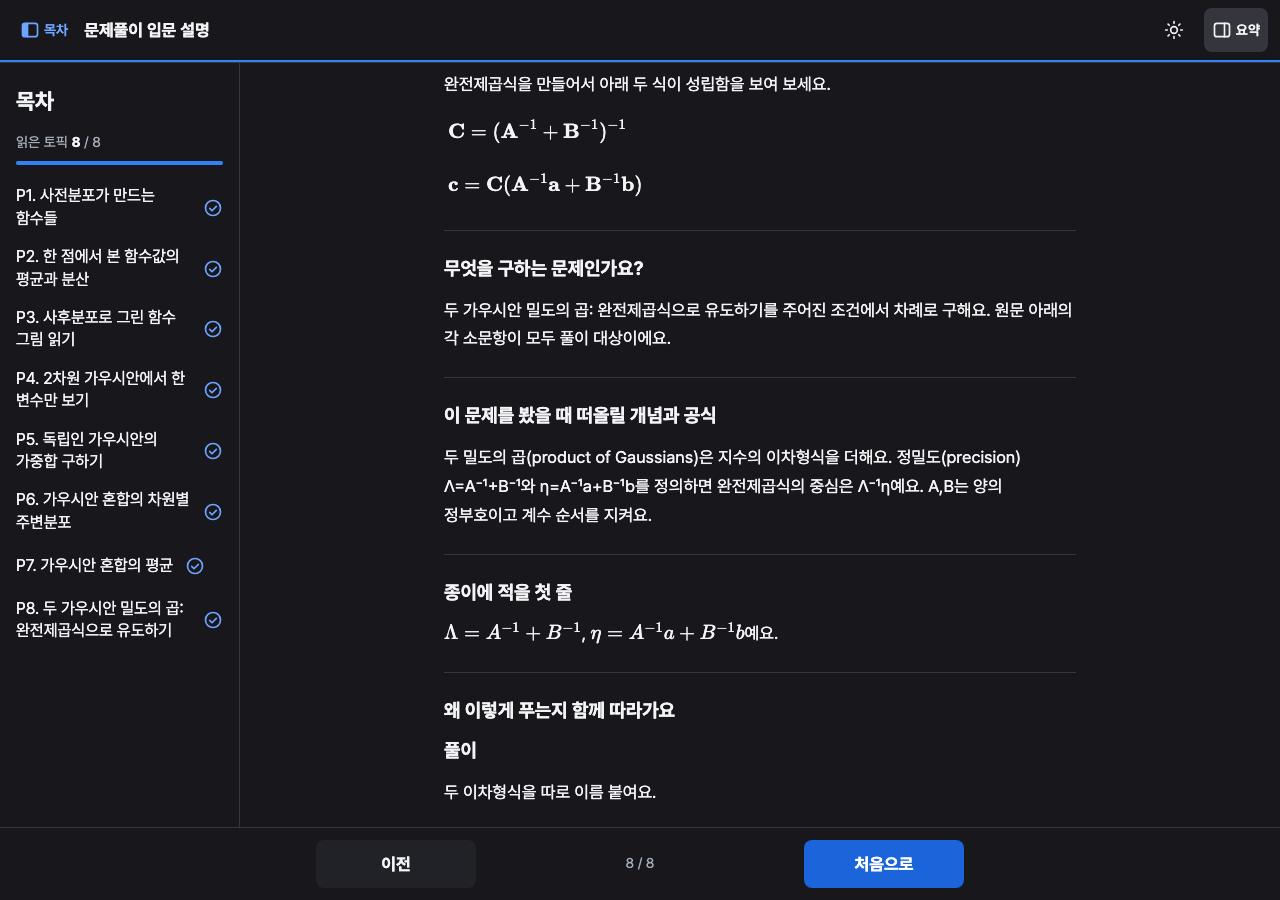 목차 문제풀이 입문 설명 요약
목차
읽은 토픽 8 / 8
P1. 사전분포가 만드는
함수들
P2. 한 점에서 본 함수값의
평균과 분산
P3. 사후분포로 그린 함수
그림 읽기
P4. 2차원 가우시안에서 한
변수만 보기
P5. 독립인 가우시안의
가중합 구하기
P6. 가우시안 혼합의 차원별
주변분포
P7. 가우시안 혼합의 평균
P8. 두 가우시안 밀도의 곱:
완전제곱식으로 유도하기
완전제곱식을 만들어서 아래 두 식이 성립함을 보여 보세요.
C = (A⁻¹ + B⁻¹)⁻¹
c = C(A⁻¹a + B⁻¹b)
무엇을 구하는 문제인가요?
두 가우시안 밀도의 곱: 완전제곱식으로 유도하기를 주어진 조건에서 차례로 구해요. 원문 아래의
각 소문항이 모두 풀이 대상이에요.
이 문제를 봤을 때 떠올릴 개념과 공식
두 밀도의 곱(product of Gaussians)은 지수의 이차형식을 더해요. 정밀도(precision)
Λ=A⁻¹+B⁻¹와 η=A⁻¹a+B⁻¹b를 정의하면 완전제곱식의 중심은 Λ⁻¹η예요. A,B는 양의
정부호이고 계수 순서를 지켜요.
종이에 적을 첫 줄
Λ = A⁻¹ + B⁻¹, η = A⁻¹a + B⁻¹b예요.
왜 이렇게 푸는지 함께 따라가요
풀이
두 이차형식을 따로 이름 붙여요.
이전 8 / 8 처음으로